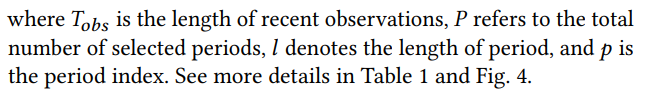 where T_obs is the length of recent observations, P refers to the total
number of selected periods, l denotes the length of period, and p is
the period index. See more details in Table 1 and Fig. 4.